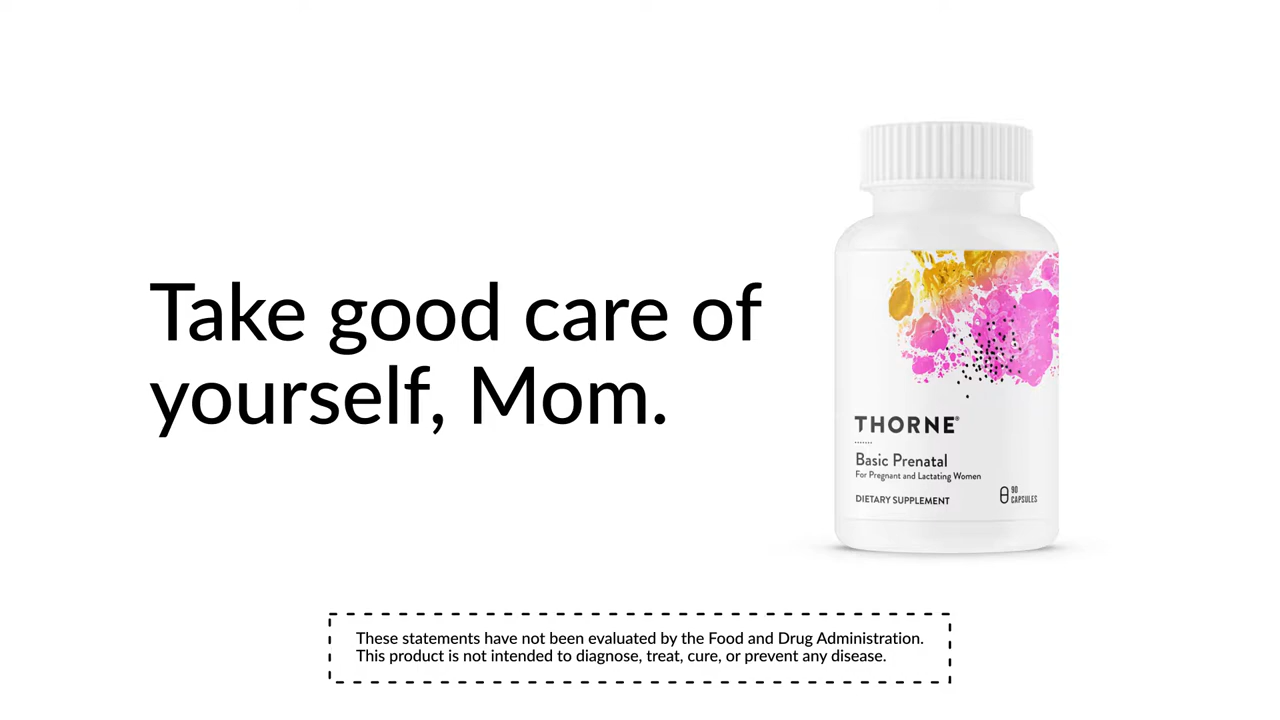 Take good care of
yourself, Mom.
THORNE®
Basic Prenatal
For Pregnant and Lactating Women
DIETARY SUPPLEMENT
90
CAPSULES
These statements have not been evaluated by the Food and Drug Administration.
This product is not intended to diagnose, treat, cure, or prevent any disease.